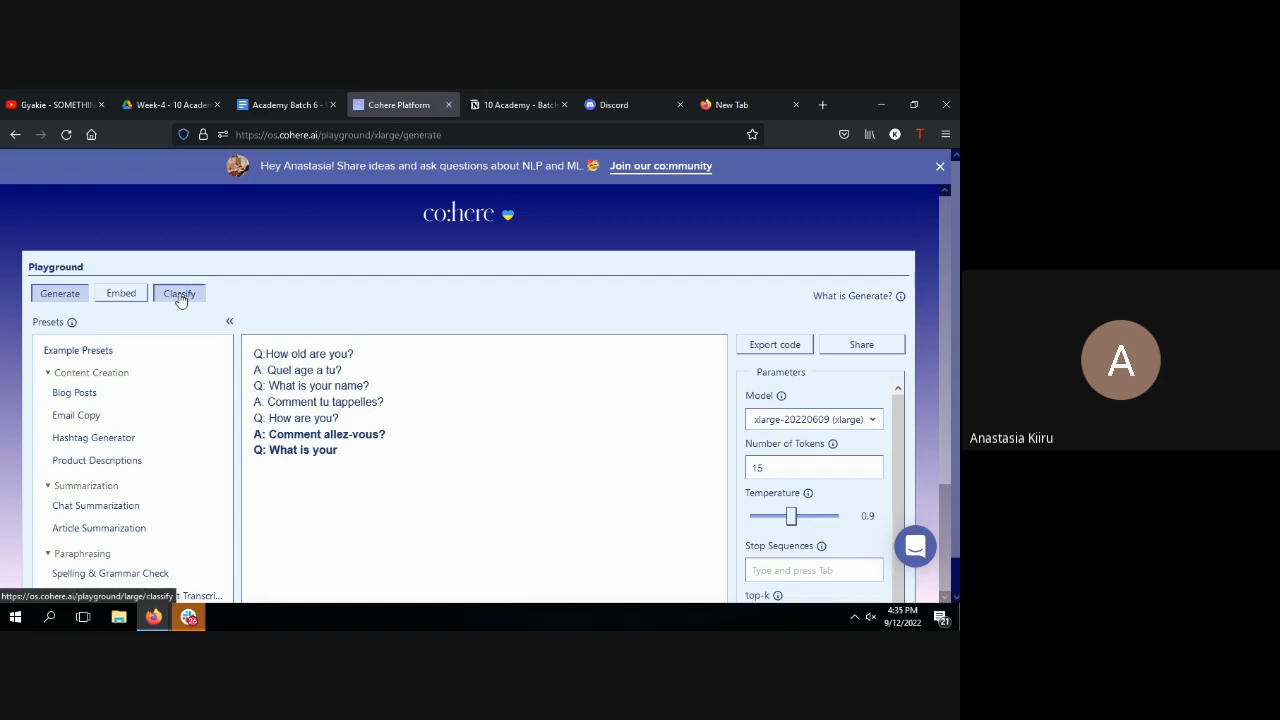 Gyakie - SOMETHIN
Week-4 - 10 Acaden
Academy Batch 6 -
Cohere Platform
10 Academy - Batch
Discord
New Tab
https://os.cohere.ai/playground/xlarge/generate
K
T
Hey Anastasia! Share ideas and ask questions about NLP and ML. Join our co:mmunity
co:here
Playground
Generate
Embed
Classify
What is Generate?
Presets
Export code
Share
Example Presets
Content Creation
Blog Posts
Email Copy
Hashtag Generator
Product Descriptions
Summarization
Chat Summarization
Article Summarization
Paraphrasing
Spelling & Grammar Check
t Transcri...
Q:How old are you?
A: Quel age a tu?
Q: What is your name?
A: Comment tu tappelles?
Q: How are you?
A: Comment allez-vous?
Q: What is your
Parameters
Model
xlarge-20220609 (xlarge)
Number of Tokens
15
Temperature
0.9
Stop Sequences
Type and press Tab
top-k
https://os.cohere.ai/playground/large/classify
4:35 PM
9/12/2022
21
A
Anastasia Kiiru